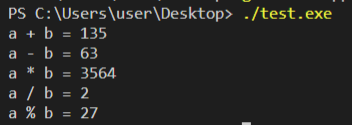 PS C:\Users\user\Desktop> ./test.exe
a + b = 135
a - b = 63
a * b = 3564
a / b = 2
a % b = 27